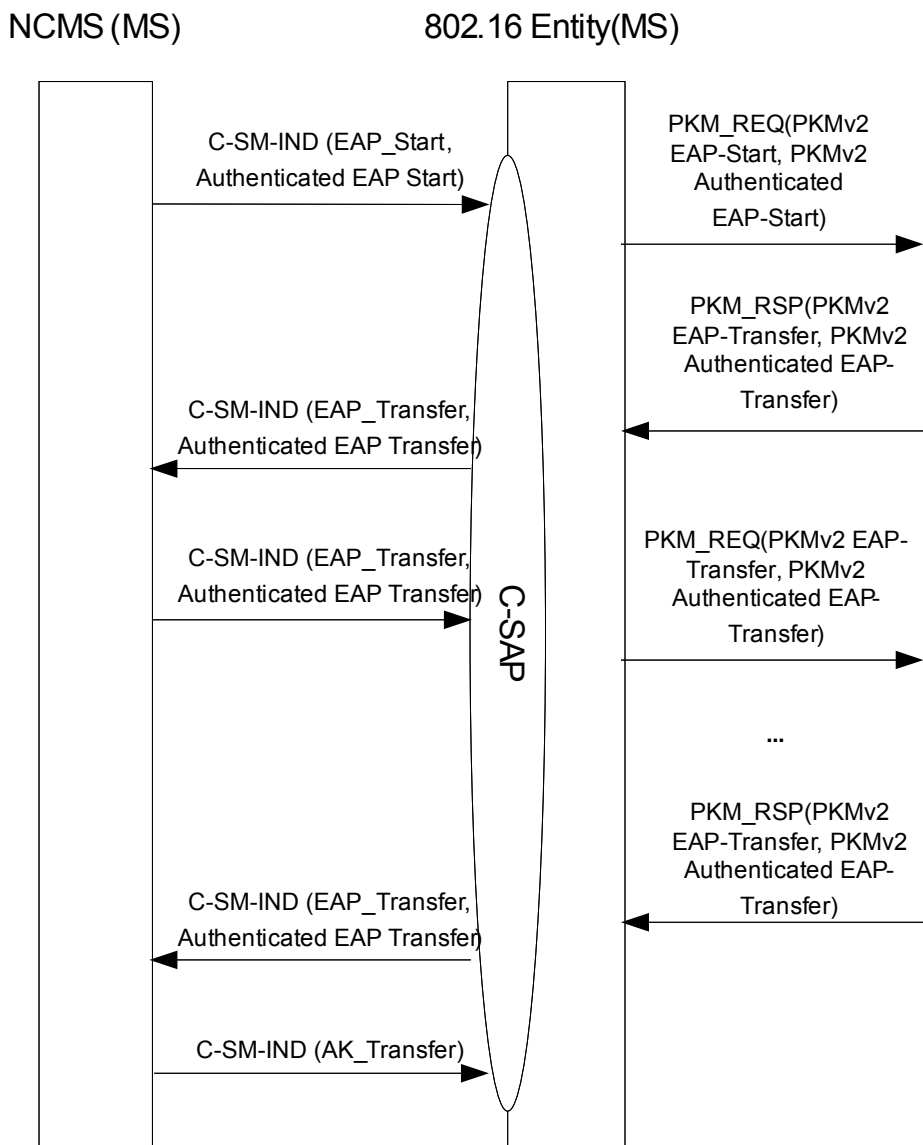 NCMS (MS)
802.16 Entity(MS)
C-SM-IND (EAP_Start,
Authenticated EAP Start)
PKM_REQ(PKMv2
EAP-Start, PKMv2
Authenticated
EAP-Start)
PKM_RSP(PKMv2
EAP-Transfer, PKMv2
Authenticated EAP-
Transfer)
C-SM-IND (EAP_Transfer,
Authenticated EAP Transfer)
C-SM-IND (EAP_Transfer,
Authenticated EAP Transfer)
PKM_REQ(PKMv2 EAP-
Transfer, PKMv2
Authenticated EAP-
Transfer)
C-SAP
...
PKM_RSP(PKMv2
EAP-Transfer, PKMv2
Authenticated EAP-
Transfer)
C-SM-IND (EAP_Transfer,
Authenticated EAP Transfer)
C-SM-IND (AK_Transfer)